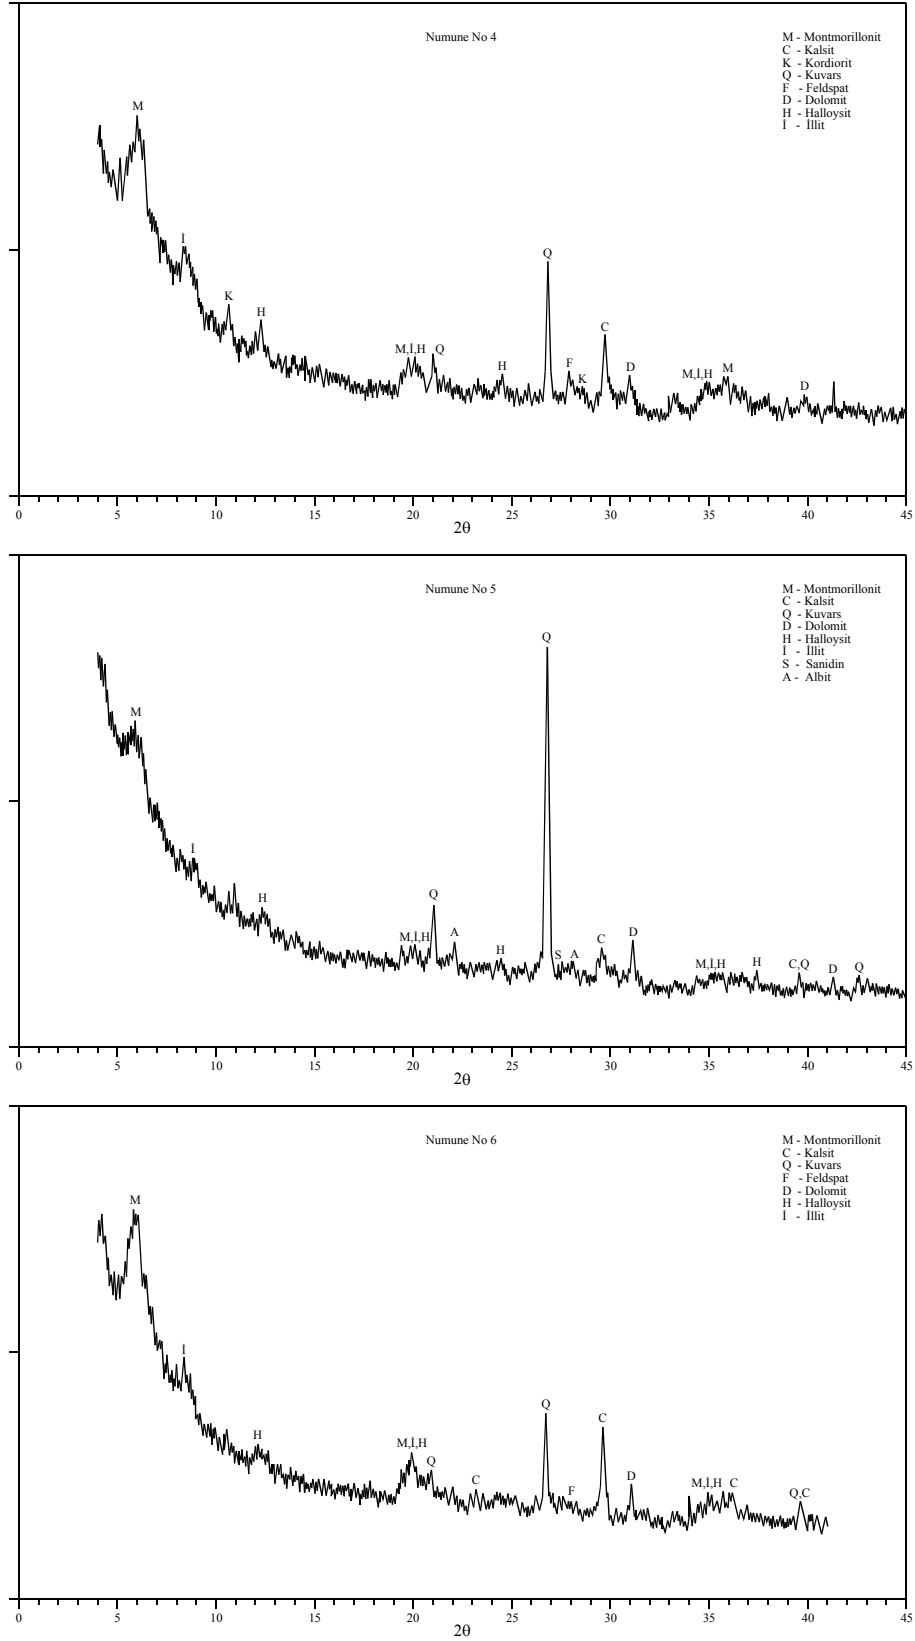 Numune No 4
M - Montmorillonit
C - Kalsit
K - Kordiorit
Q - Kuvars
F - Feldspat
D - Dolomit
H - Halloysit
İ - İllit
M
İ
K
H
M,İ,H
Q
H
Q
F
K
C
D
M,İ,H
M
D
0 5 10 15 20 25 30 35 40 45
2θ
Numune No 5
M - Montmorillonit
C - Kalsit
Q - Kuvars
D - Dolomit
H - Halloysit
İ - İllit
S - Sanidin
A - Albit
M
İ
H
M,İ,H
Q
A
H
Q
S
A
C
D
M,İ,H
H
C,Q
D
Q
0 5 10 15 20 25 30 35 40 45
2θ
Numune No 6
M - Montmorillonit
C - Kalsit
Q - Kuvars
F - Feldspat
D - Dolomit
H - Halloysit
İ - İllit
M
İ
H
M,İ,H
Q
C
Q
F
C
D
M,İ,H
C
Q,C
0 5 10 15 20 25 30 35 40 45
2θ